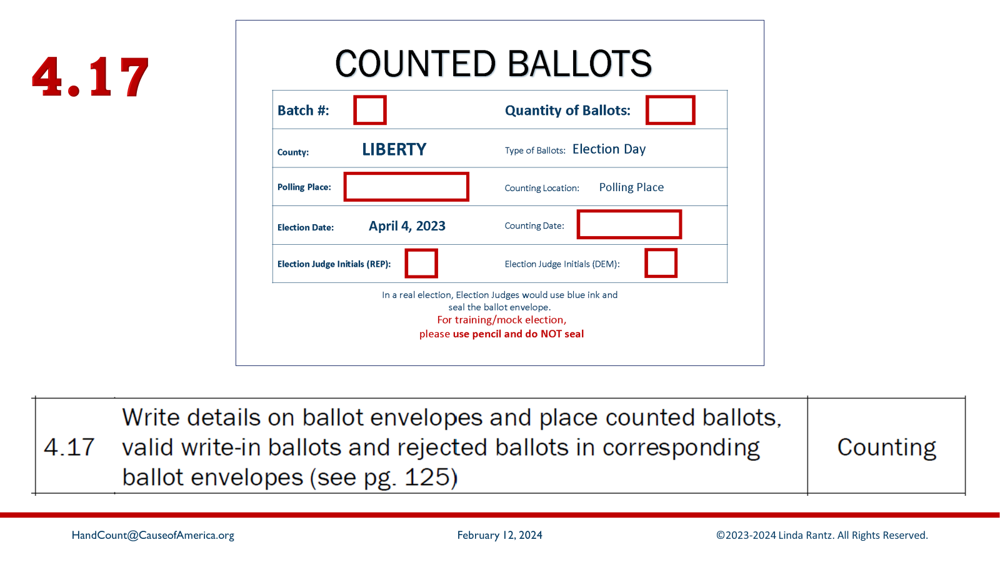 4.17
COUNTED BALLOTS
Batch #: Quantity of Ballots:
County: LIBERTY Type of Ballots: Election Day
Polling Place: Counting Location: Polling Place
Election Date: April 4, 2023 Counting Date:
Election Judge Initials (REP): Election Judge Initials (DEM):
In a real election, Election Judges would use blue ink and
seal the ballot envelope.
For training/mock election,
please use pencil and do NOT seal
Write details on ballot envelopes and place counted ballots,
4.17 valid write-in ballots and rejected ballots in corresponding Counting
ballot envelopes (see pg. 125)
HandCount@CauseofAmerica.org February 12, 2024 ©2023-2024 Linda Rantz. All Rights Reserved.